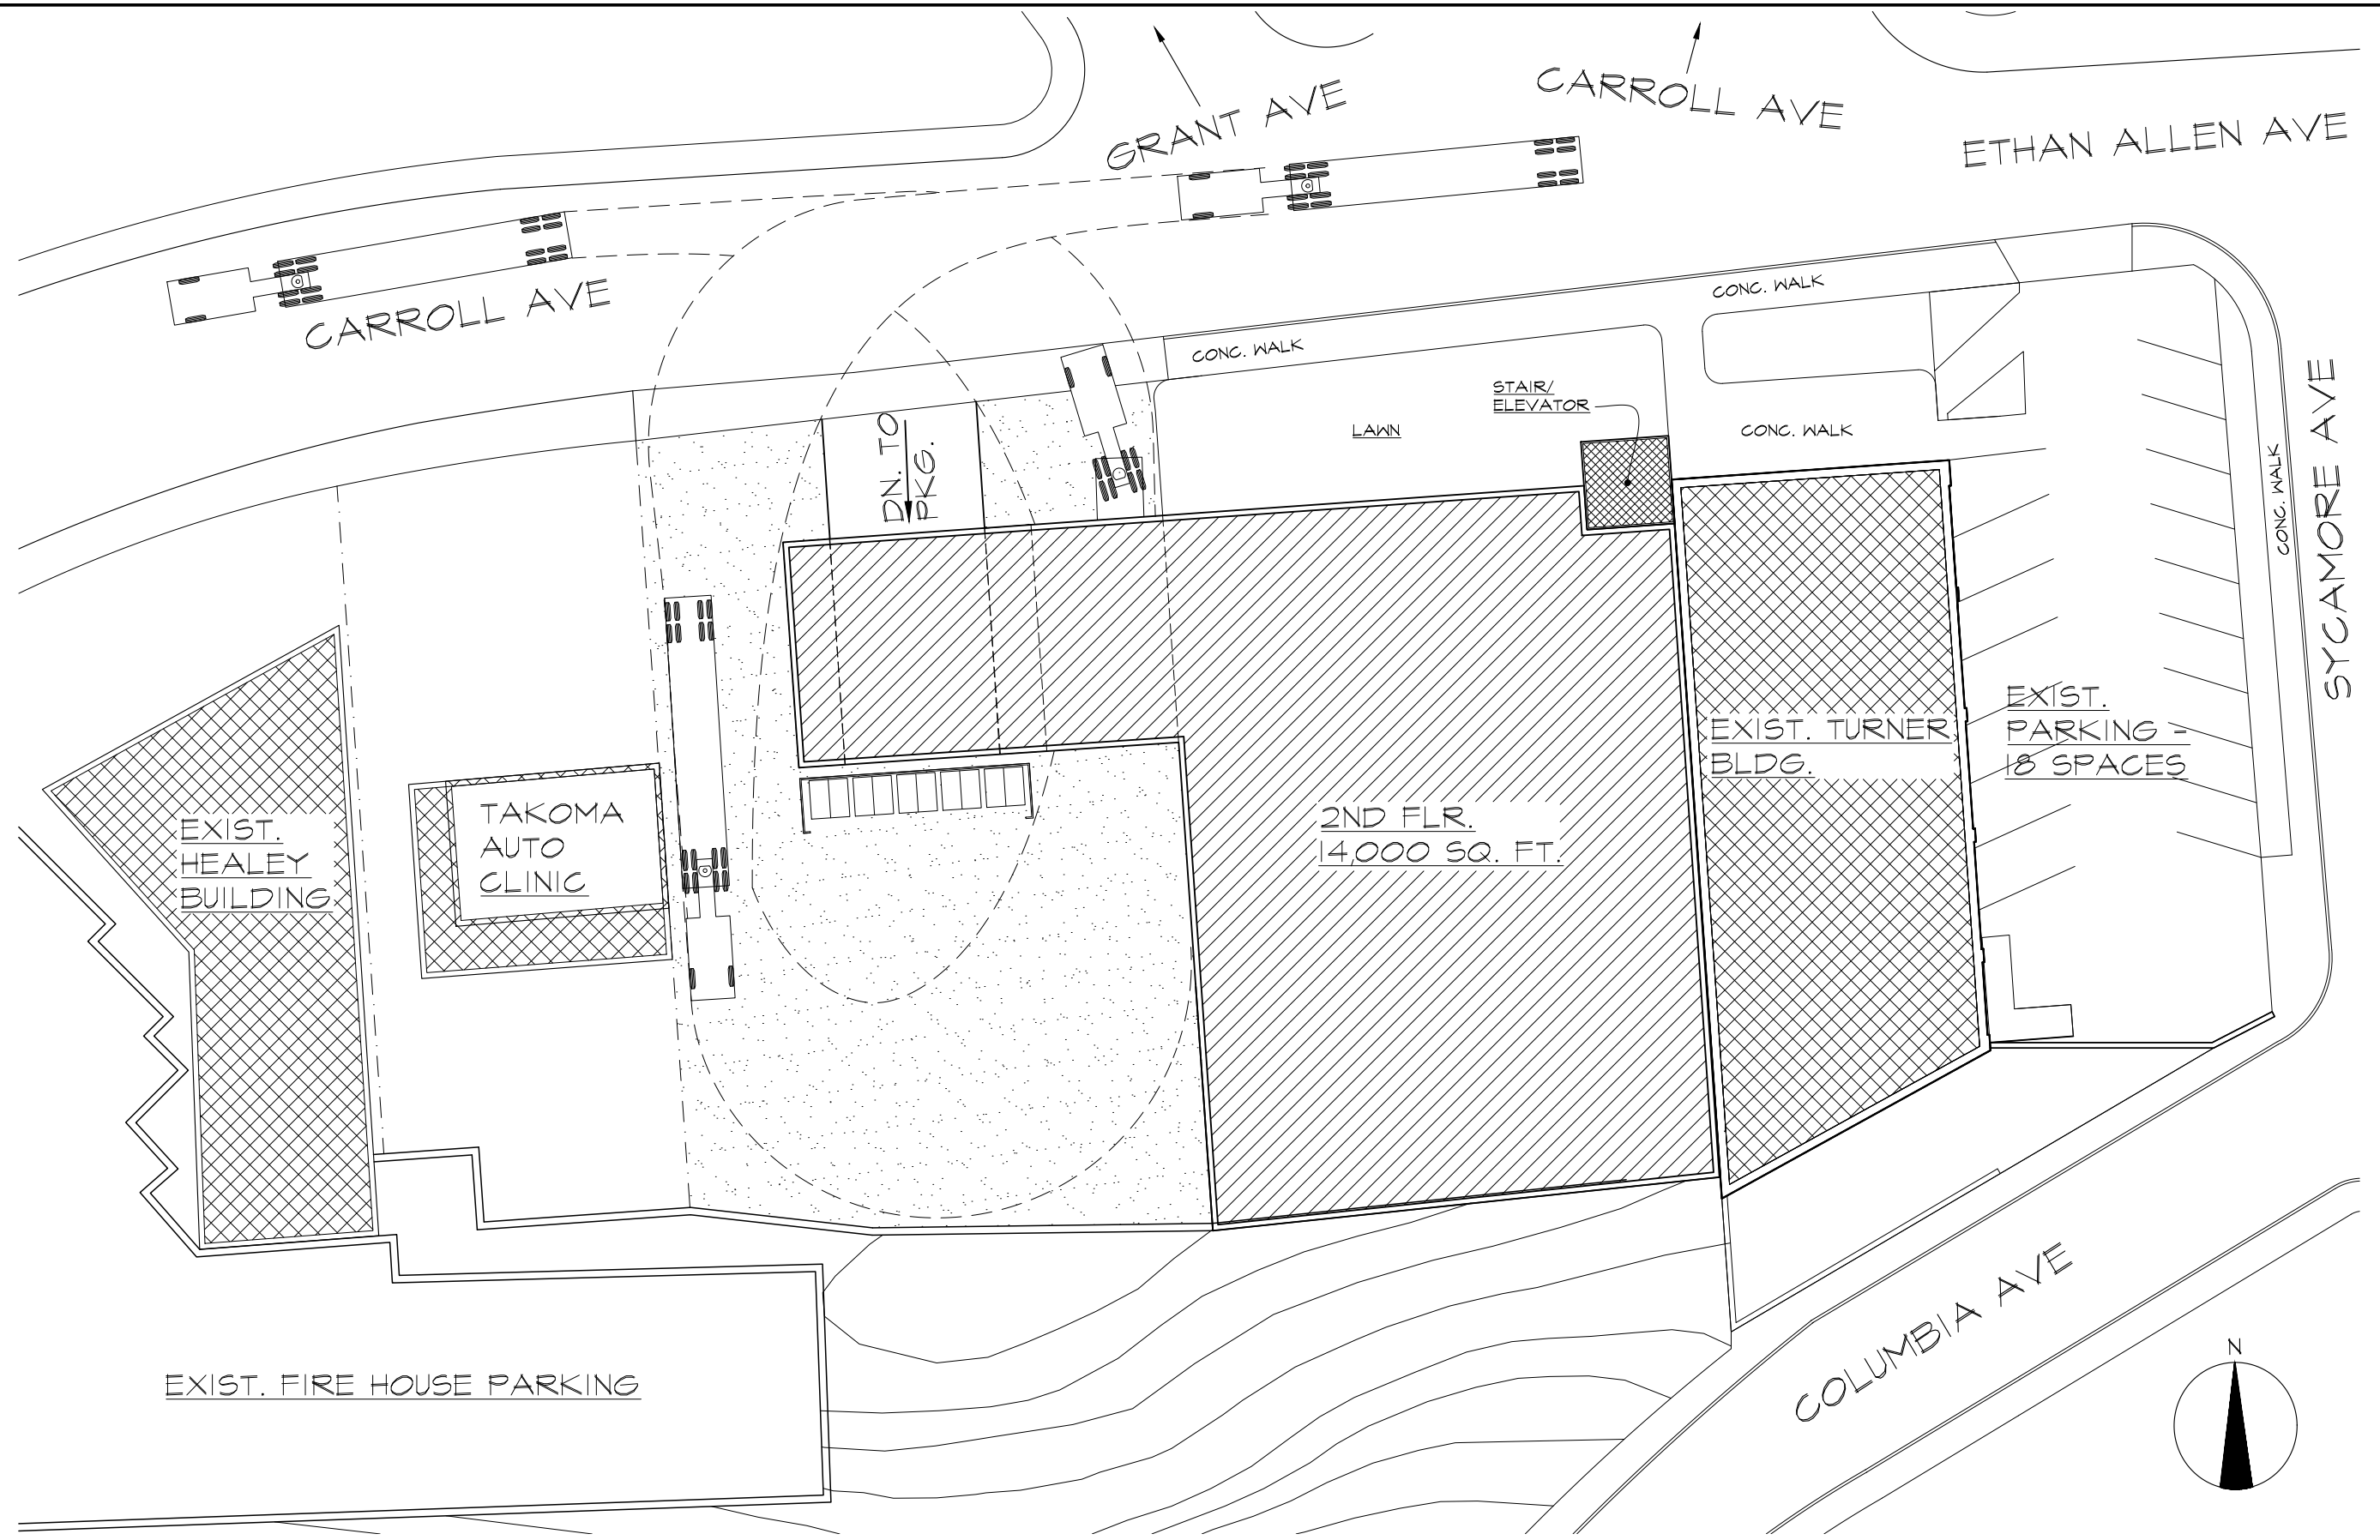 GRANT AVE
CARROLL AVE
ETHAN ALLEN AVE
CARROLL AVE
CONC. WALK
CONC. WALK
STAIR/
ELEVATOR
LAWN
CONC. WALK
CONC. WALK
SYCAMORE AVE
DN. TO
PKG.
EXIST.
PARKING -
18 SPACES
EXIST. TURNER
BLDG.
2ND FLR.
14,000 SQ. FT.
TAKOMA
AUTO
CLINIC
EXIST.
HEALEY
BUILDING
COLUMBIA AVE
EXIST. FIRE HOUSE PARKING
N